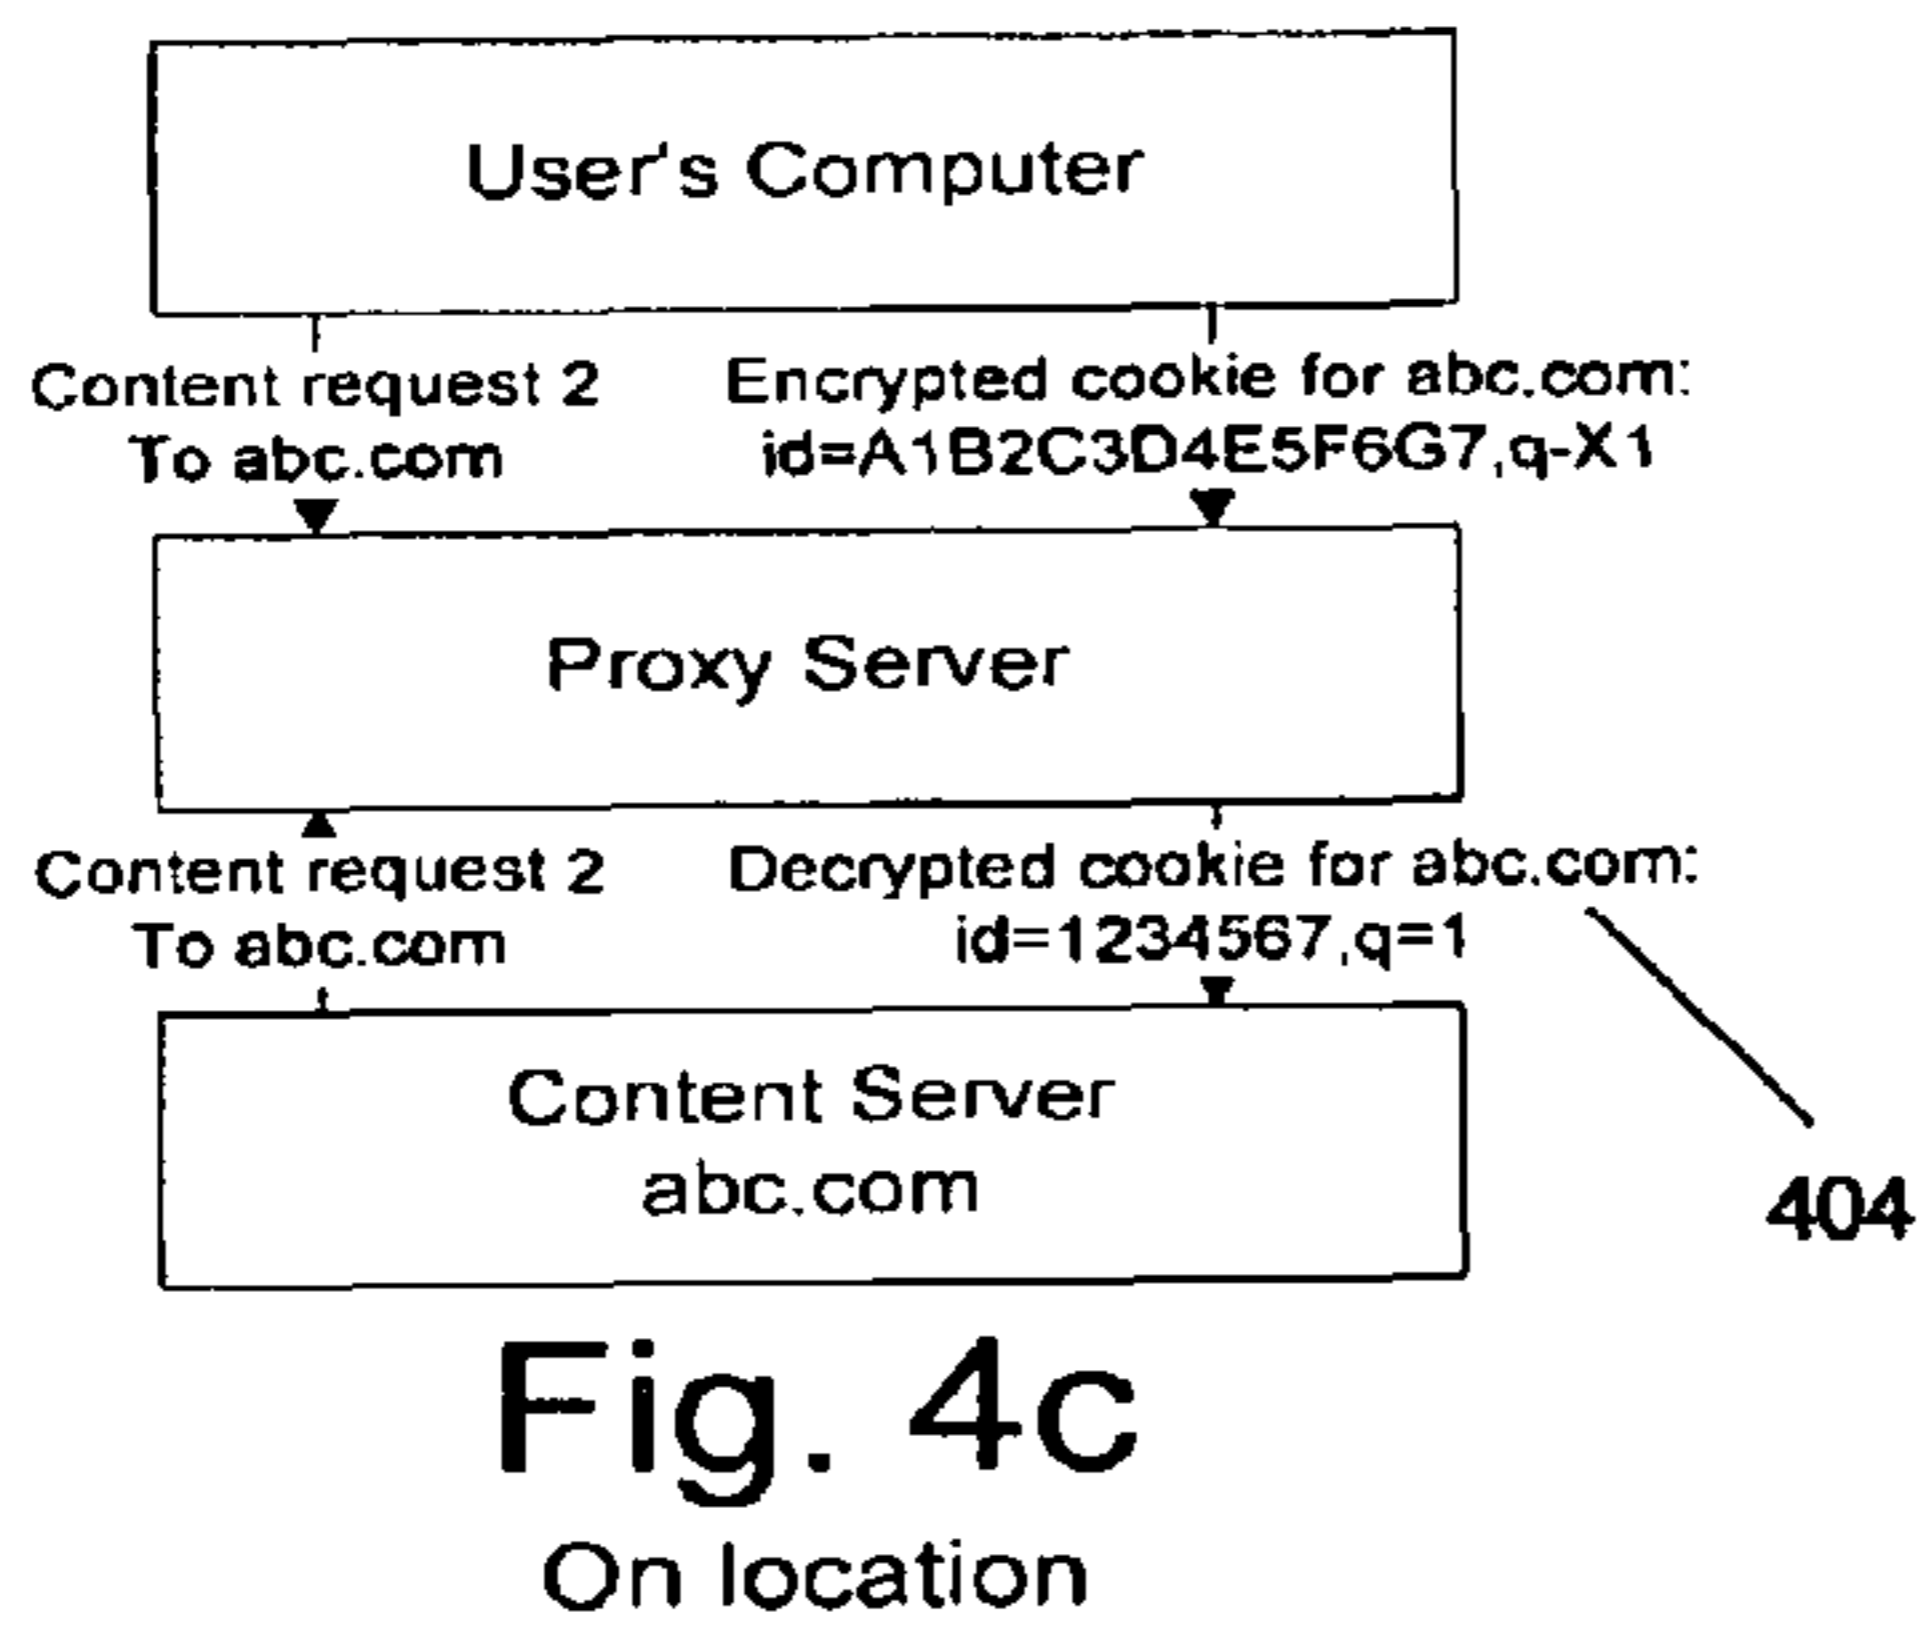 User's Computer
Content request 2
To abc.com
Encrypted cookie for abc.com:
id=A1B2C3D4E5F6G7,q-X1
Proxy Server
Content request 2
To abc.com
Decrypted cookie for abc.com:
id=1234567,q=1
Content Server
abc.com
404
Fig. 4c
On location